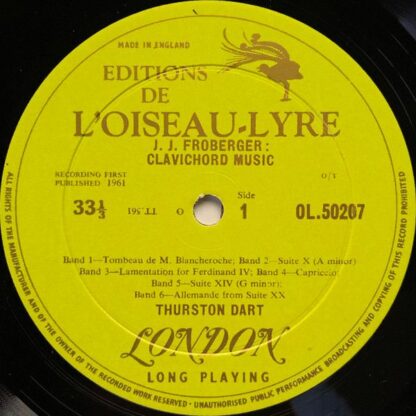 MADE IN ENGLAND
EDITIONS
DE
L'OISEAU-LYRE
J. J. FROBERGER:
CLAVICHORD MUSIC
RECORDING FIRST
PUBLISHED 1961
O/T
33⅓
Side
1
OL.50207
Band 1—Tombeau de M. Blancheroche; Band 2—Suite X (A minor)
Band 3—Lamentation for Ferdinand IV; Band 4—Capriccio
Band 5—Suite XIV (G minor);
Band 6—Allemande from Suite XX
THURSTON DART
LONDON
LONG PLAYING
ALL RIGHTS OF THE MANUFACTURER AND OF THE OWNER OF THE RECORDED WORK RESERVED · UNAUTHORISED PUBLIC PERFORMANCE BROADCASTING AND COPYING OF THIS RECORD PROHIBITED